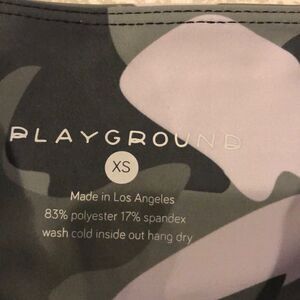 PLAYGROUND
XS
Made in Los Angeles
83% polyester 17% spandex
wash cold inside out hang dry